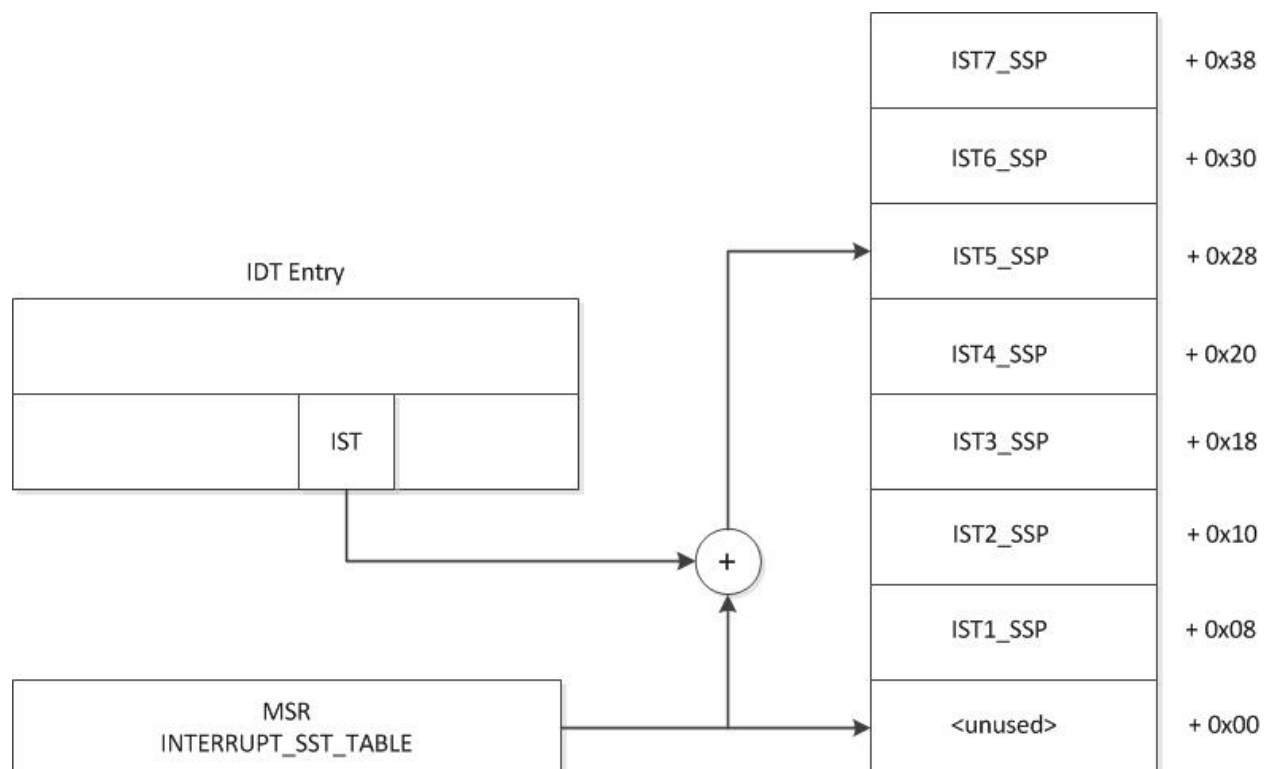 IST7_SSP + 0x38
IST6_SSP + 0x30
IST5_SSP + 0x28
IDT Entry
IST4_SSP + 0x20
IST
IST3_SSP + 0x18
IST2_SSP + 0x10
+
IST1_SSP + 0x08
MSR
INTERRUPT_SST_TABLE
<unused> + 0x00